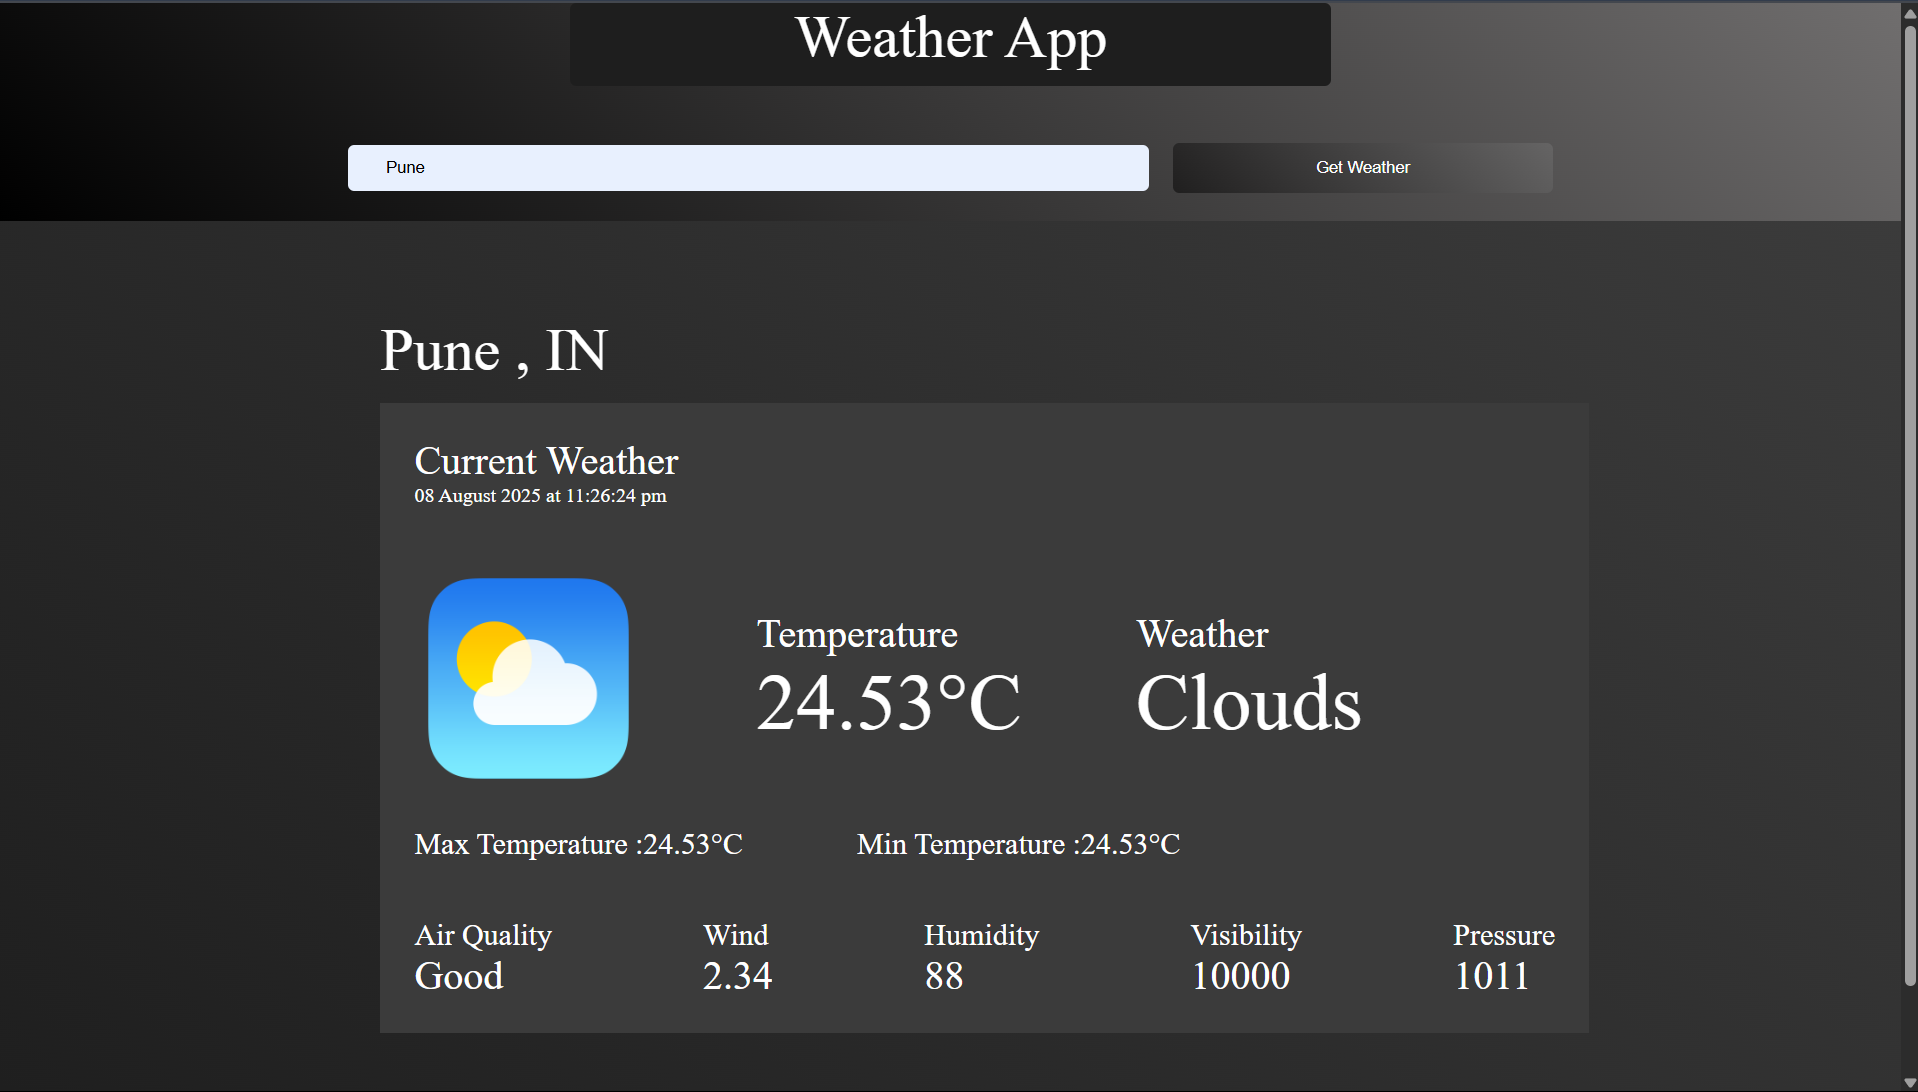 Weather App
Pune
Get Weather
Pune , IN
Current Weather
08 August 2025 at 11:26:24 pm
Temperature
24.53°C
Weather
Clouds
Max Temperature :24.53°C
Min Temperature :24.53°C
Air Quality
Good
Wind
2.34
Humidity
88
Visibility
10000
Pressure
1011